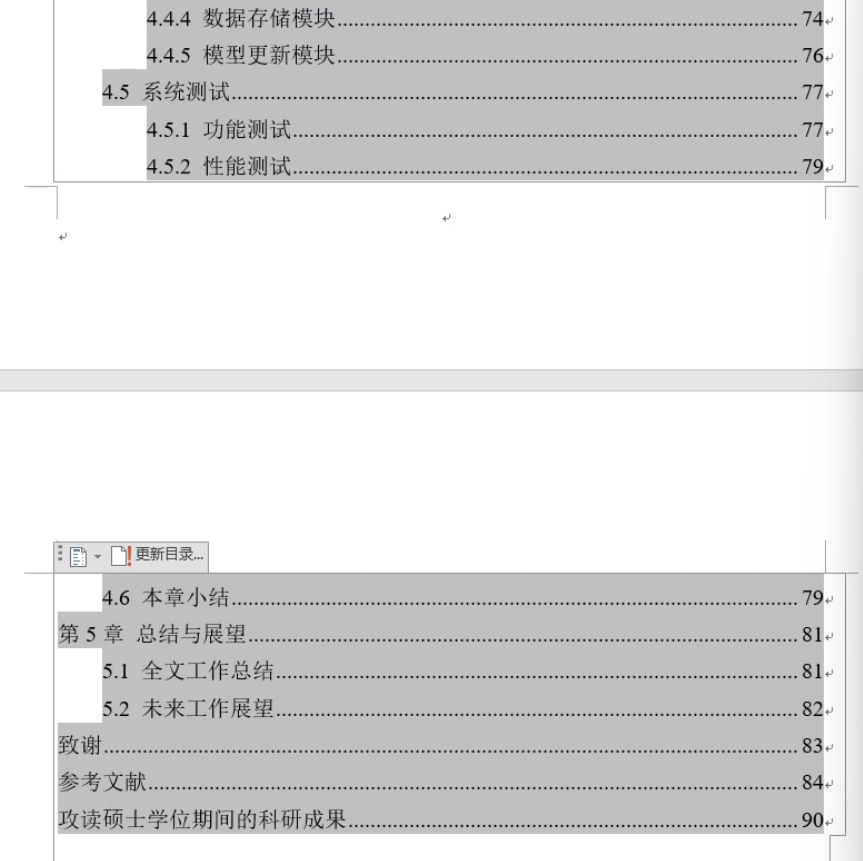 4.4.4 数据存储模块................................................74
4.4.5 模型更新模块................................................76
4.5 系统测试................................................77
4.5.1 功能测试................................................77
4.5.2 性能测试................................................79
更新目录...
4.6 本章小结................................................79
第 5 章 总结与展望................................................81
5.1 全文工作总结................................................81
5.2 未来工作展望................................................82
致谢................................................83
参考文献................................................84
攻读硕士学位期间的科研成果................................................90